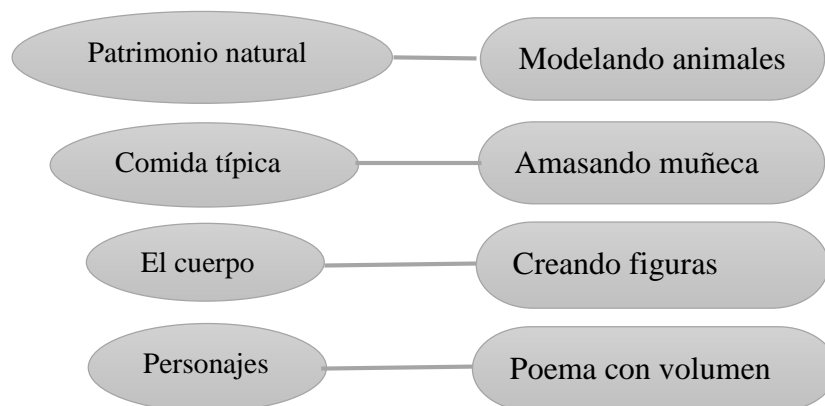 Patrimonio natural
Modelando animales
Comida típica
Amasando muñeca
El cuerpo
Creando figuras
Personajes
Poema con volumen